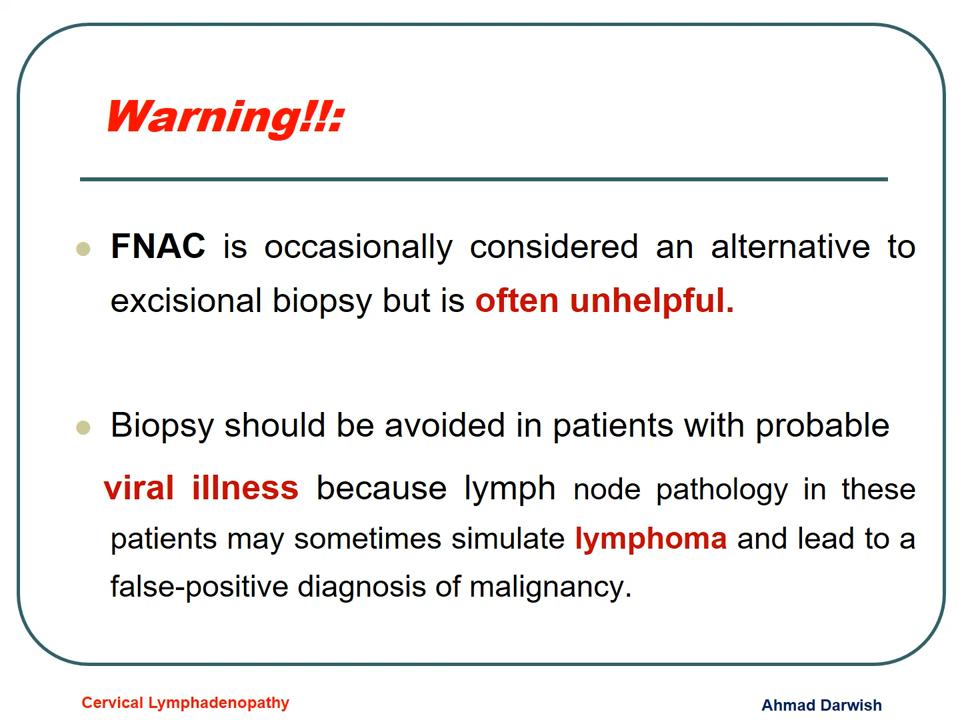 Warning!!:
FNAC is occasionally considered an alternative to
excisional biopsy but is often unhelpful.
Biopsy should be avoided in patients with probable
viral illness because lymph node pathology in these
patients may sometimes simulate lymphoma and lead to a
false-positive diagnosis of malignancy.
Cervical Lymphadenopathy
Ahmad Darwish